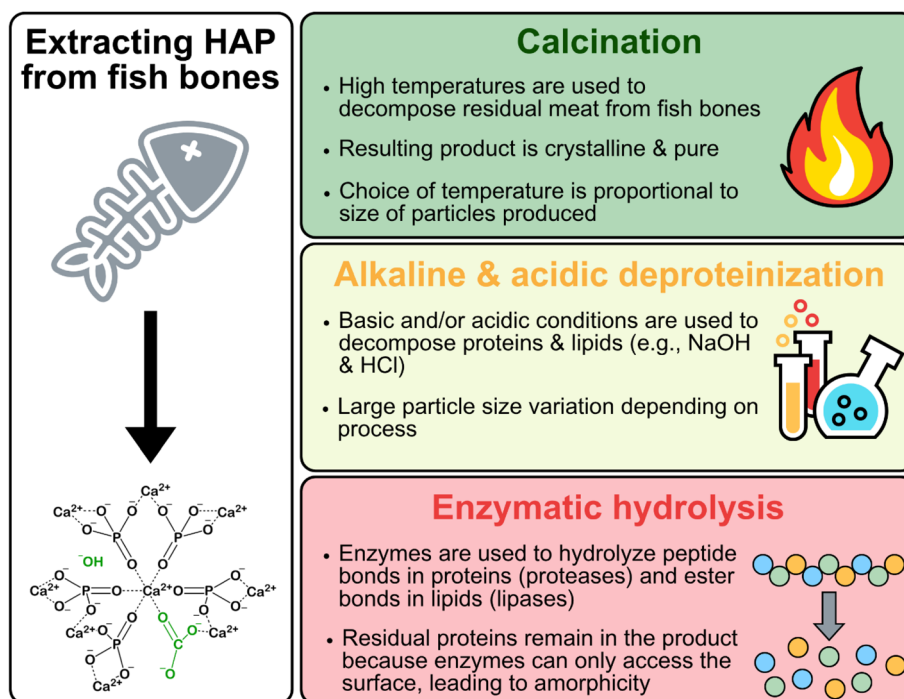 Extracting HAP
from fish bones
Ca²⁺
O⁻
O⁻
Ca²⁺
O
O⁻
Ca²⁺
O⁻
P
P
O⁻
O
O
⁻OH
Ca²⁺
O⁻
P
O
Ca²⁺
O
P
O⁻
Ca²⁺
O⁻
O⁻
O
O⁻
O⁻
O⁻
Ca²⁺
O⁻
P
O
C
O⁻
Ca²⁺
O⁻
O⁻
O⁻
Ca²⁺
Calcination
• High temperatures are used to
decompose residual meat from fish bones
• Resulting product is crystalline & pure
• Choice of temperature is proportional to
size of particles produced
Alkaline & acidic deproteinization
• Basic and/or acidic conditions are used to
decompose proteins & lipids (e.g., NaOH
& HCl)
• Large particle size variation depending on
process
Enzymatic hydrolysis
• Enzymes are used to hydrolyze peptide
bonds in proteins (proteases) and ester
bonds in lipids (lipases)
• Residual proteins remain in the product
because enzymes can only access the
surface, leading to amorphicity